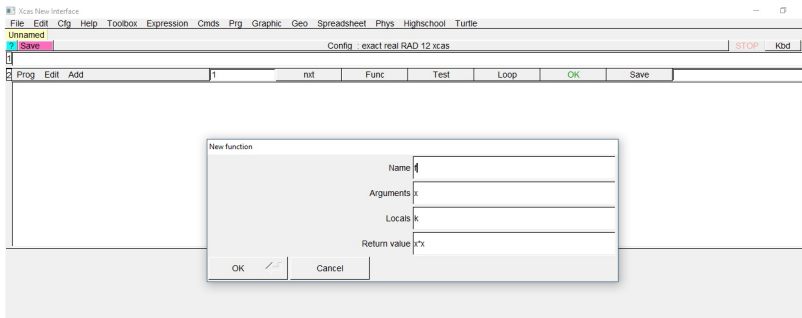 Xcas New Interface
File Edit Cfg Help Toolbox Expression Cmds Prg Graphic Geo Spreadsheet Phys Highschool Turtle
Unnamed
? Save Config : exact real RAD 12 xcas STOP Kbd
1
2 Prog Edit Add 1 nxt Func Test Loop OK Save
New function
Name f
Arguments x
Locals k
Return value x*x
OK Cancel